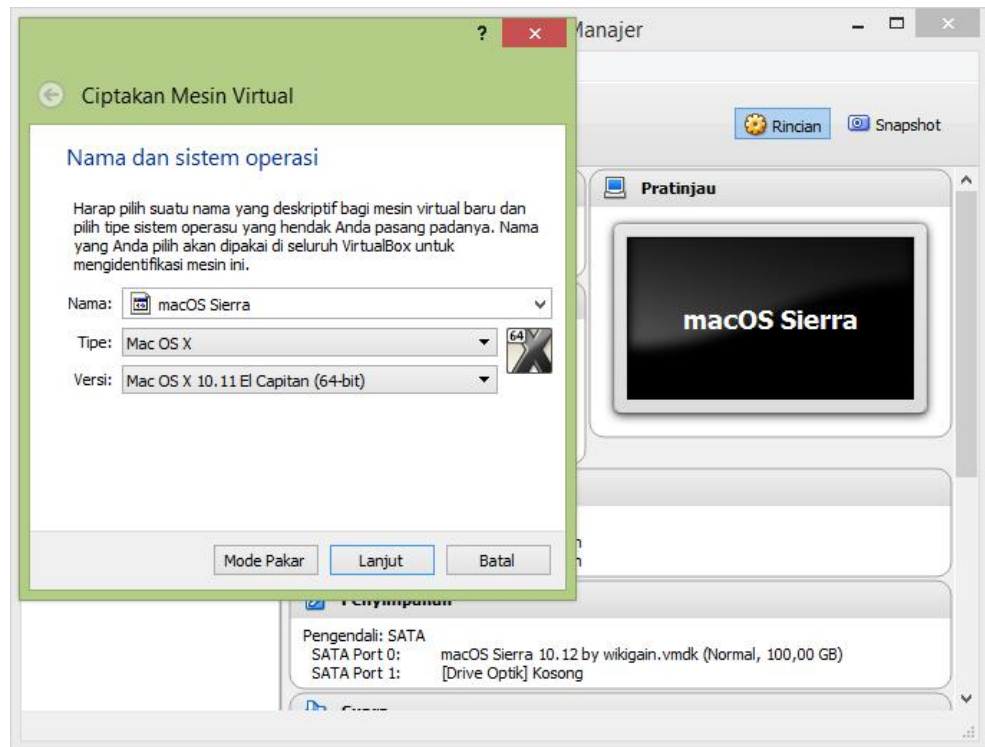 Manajer
?
Ciptakan Mesin Virtual
Rincian
Snapshot
Nama dan sistem operasi
Harap pilih suatu nama yang deskriptif bagi mesin virtual baru dan
pilih tipe sistem operasu yang hendak Anda pasang padanya. Nama
yang Anda pilih akan dipakai di seluruh VirtualBox untuk
mengidentifikasi mesin ini.
Nama: macOS Sierra
Tipe: Mac OS X
64
Versi: Mac OS X 10.11 El Capitan (64-bit)
Mode Pakar
Lanjut
Batal
Pratinjau
macOS Sierra
Pengendali: SATA
SATA Port 0: macOS Sierra 10.12 by wikigain.vmdk (Normal, 100,00 GB)
SATA Port 1: [Drive Optik] Kosong